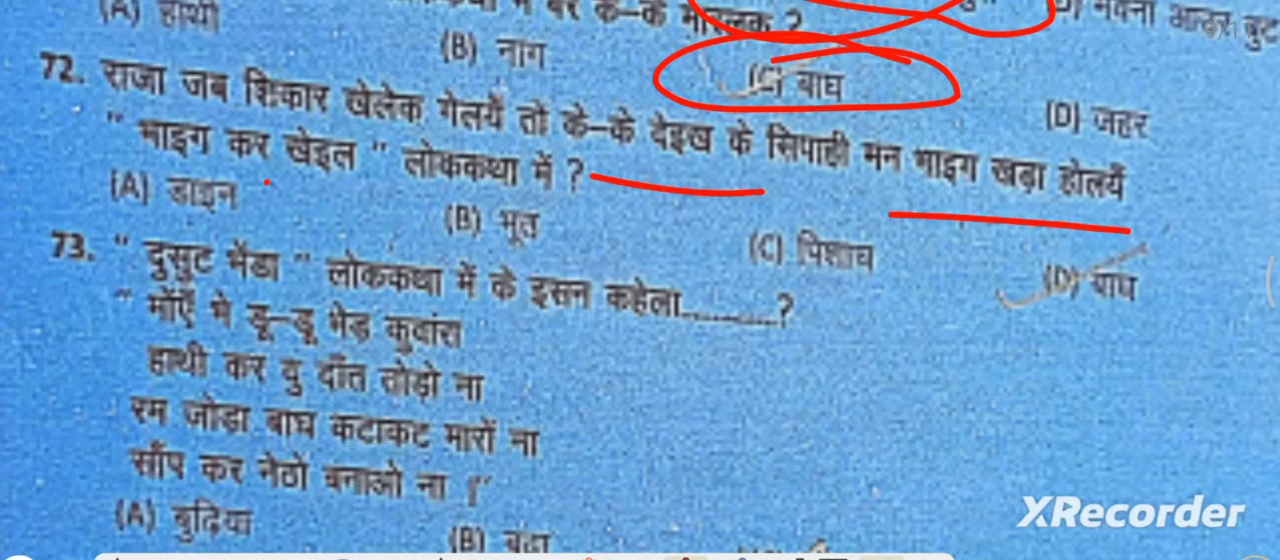 (A) हाथी
मारलक ?
(B) नाग
(C) बाघ
(D) जहर
72. राजा जब शिकार खेलेक गेलयँ तो के-के देइख के सिपाही मन भाइग खड़ा होलयँ
" भाइग कर खेइल " लोककथा में ?
(A) डाइन
(B) भूत
(C) पिशाच
(D) बाघ
73. " दुसुट भेंडा " लोककथा में के इसन कहेला..........?
" मोएँ मे डू-डू भेड़ कुवांरा
हाथी कर दु दाँत तोड़ो ना
रम जोडा बाघ कटाकट मारों ना
साँप कर नेठो बनाओ ना ।"
(A) बुढ़िया
(B)
XRecorder